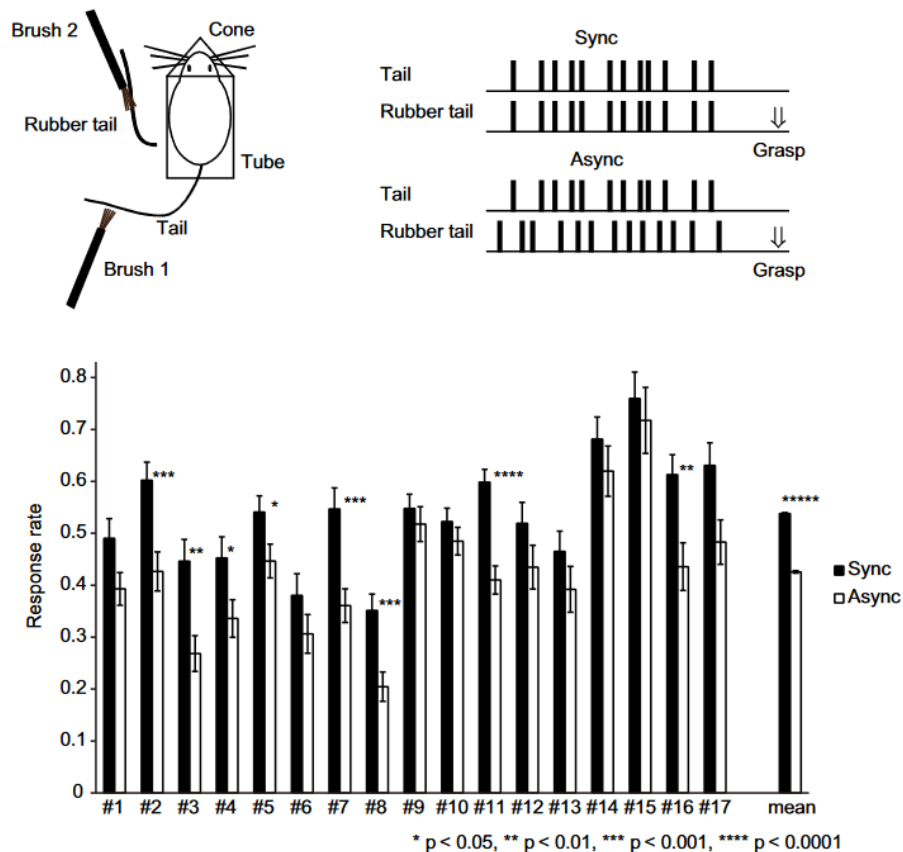 Brush 2
Cone
Rubber tail
Tube
Tail
Brush 1
Sync
Tail
Rubber tail
Grasp
Async
Tail
Rubber tail
Grasp
Response rate
0.8
0.7
0.6
0.5
0.4
0.3
0.2
0.1
0
***
**
*
*
***
***
****
**
*****
Sync
Async
#1 #2 #3 #4 #5 #6 #7 #8 #9 #10 #11 #12 #13 #14 #15 #16 #17 mean
* p < 0.05, ** p < 0.01, *** p < 0.001, **** p < 0.0001